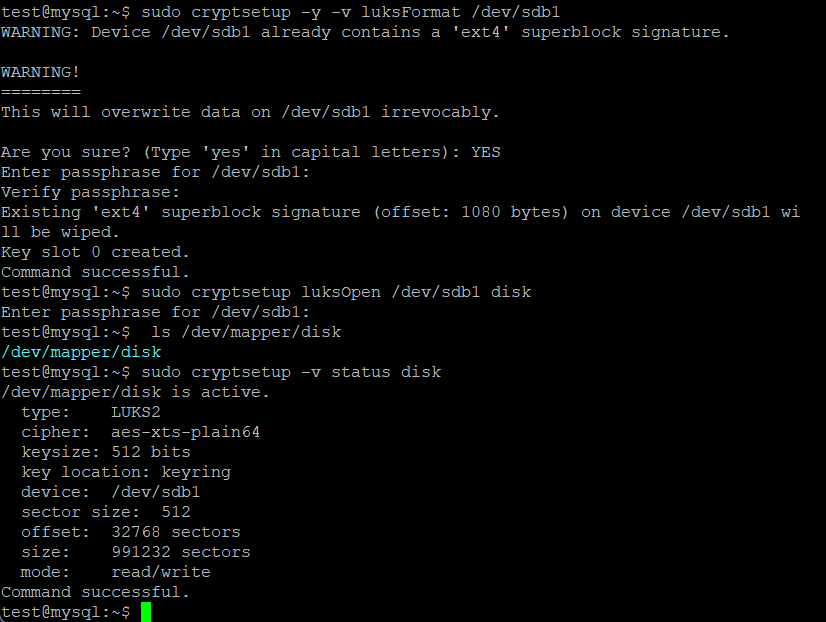 test@mysql:~$ sudo cryptsetup -y -v luksFormat /dev/sdb1
WARNING: Device /dev/sdb1 already contains a 'ext4' superblock signature.
WARNING!
========
This will overwrite data on /dev/sdb1 irrevocably.
Are you sure? (Type 'yes' in capital letters): YES
Enter passphrase for /dev/sdb1:
Verify passphrase:
Existing 'ext4' superblock signature (offset: 1080 bytes) on device /dev/sdb1 wi
ll be wiped.
Key slot 0 created.
Command successful.
test@mysql:~$ sudo cryptsetup luksOpen /dev/sdb1 disk
Enter passphrase for /dev/sdb1:
test@mysql:~$  ls /dev/mapper/disk
/dev/mapper/disk
test@mysql:~$ sudo cryptsetup -v status disk
/dev/mapper/disk is active.
  type:    LUKS2
  cipher:  aes-xts-plain64
  keysize: 512 bits
  key location: keyring
  device:  /dev/sdb1
  sector size:  512
  offset:  32768 sectors
  size:    991232 sectors
  mode:    read/write
Command successful.
test@mysql:~$